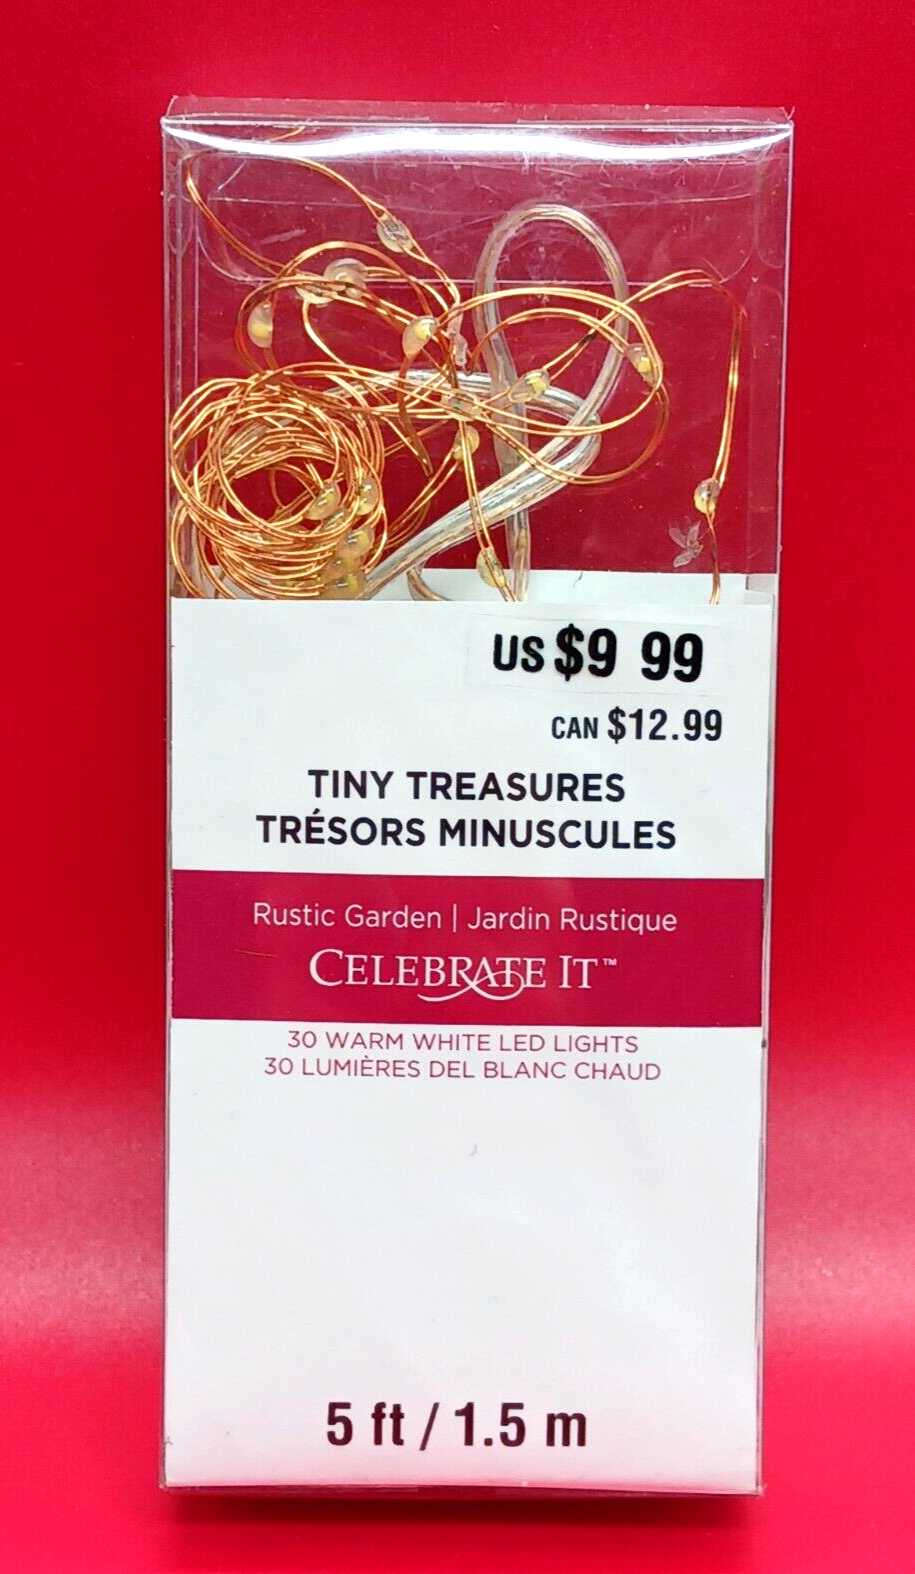 US $9 99
CAN $12.99
TINY TREASURES
TRÉSORS MINUSCULES
Rustic Garden | Jardin Rustique
CELEBRATE IT™
30 WARM WHITE LED LIGHTS
30 LUMIÈRES DEL BLANC CHAUD
5 ft / 1.5 m